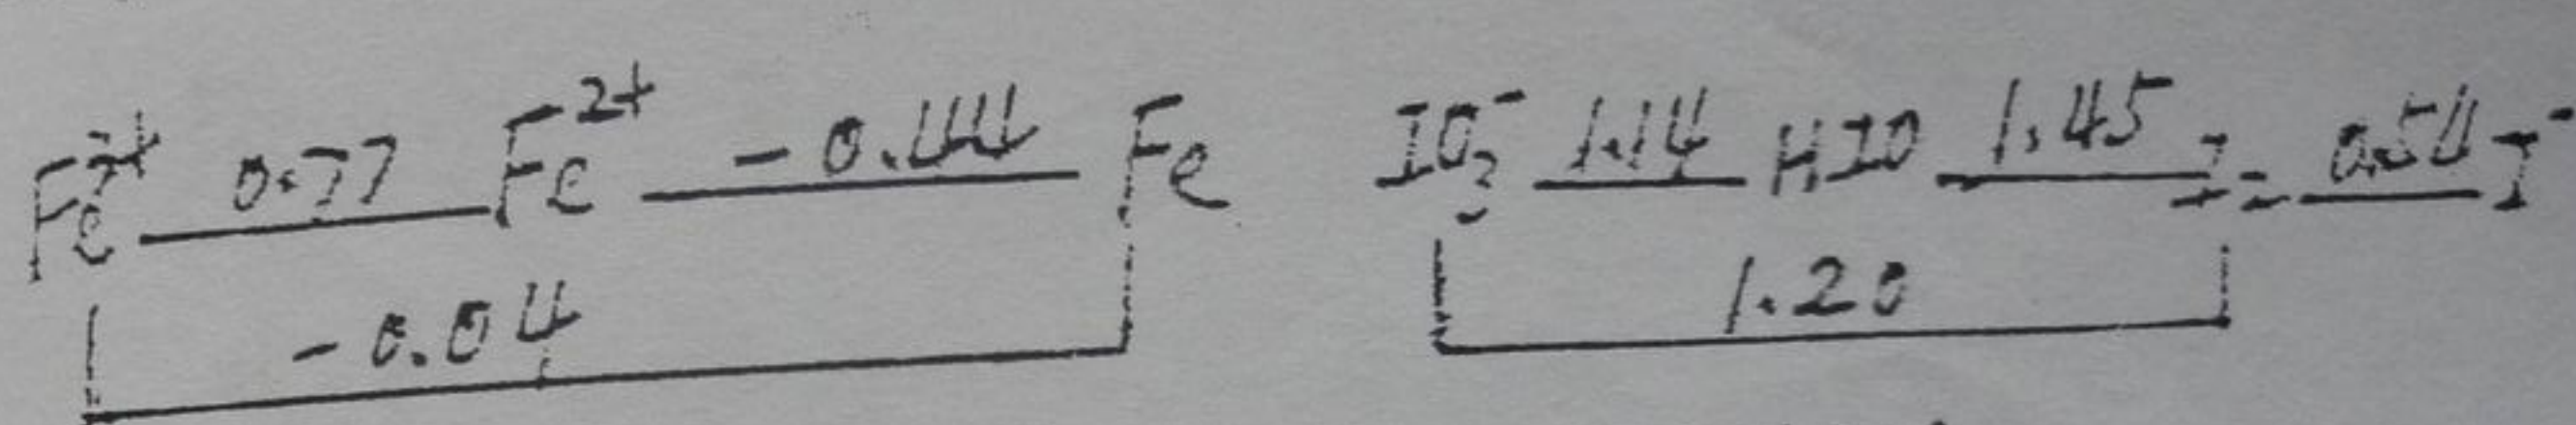 Fe³⁺ 0.77 Fe²⁺ -0.44 Fe IO₃⁻ 1.14 HIO 1.45 I₂ 0.54 I⁻
-0.04 1.20